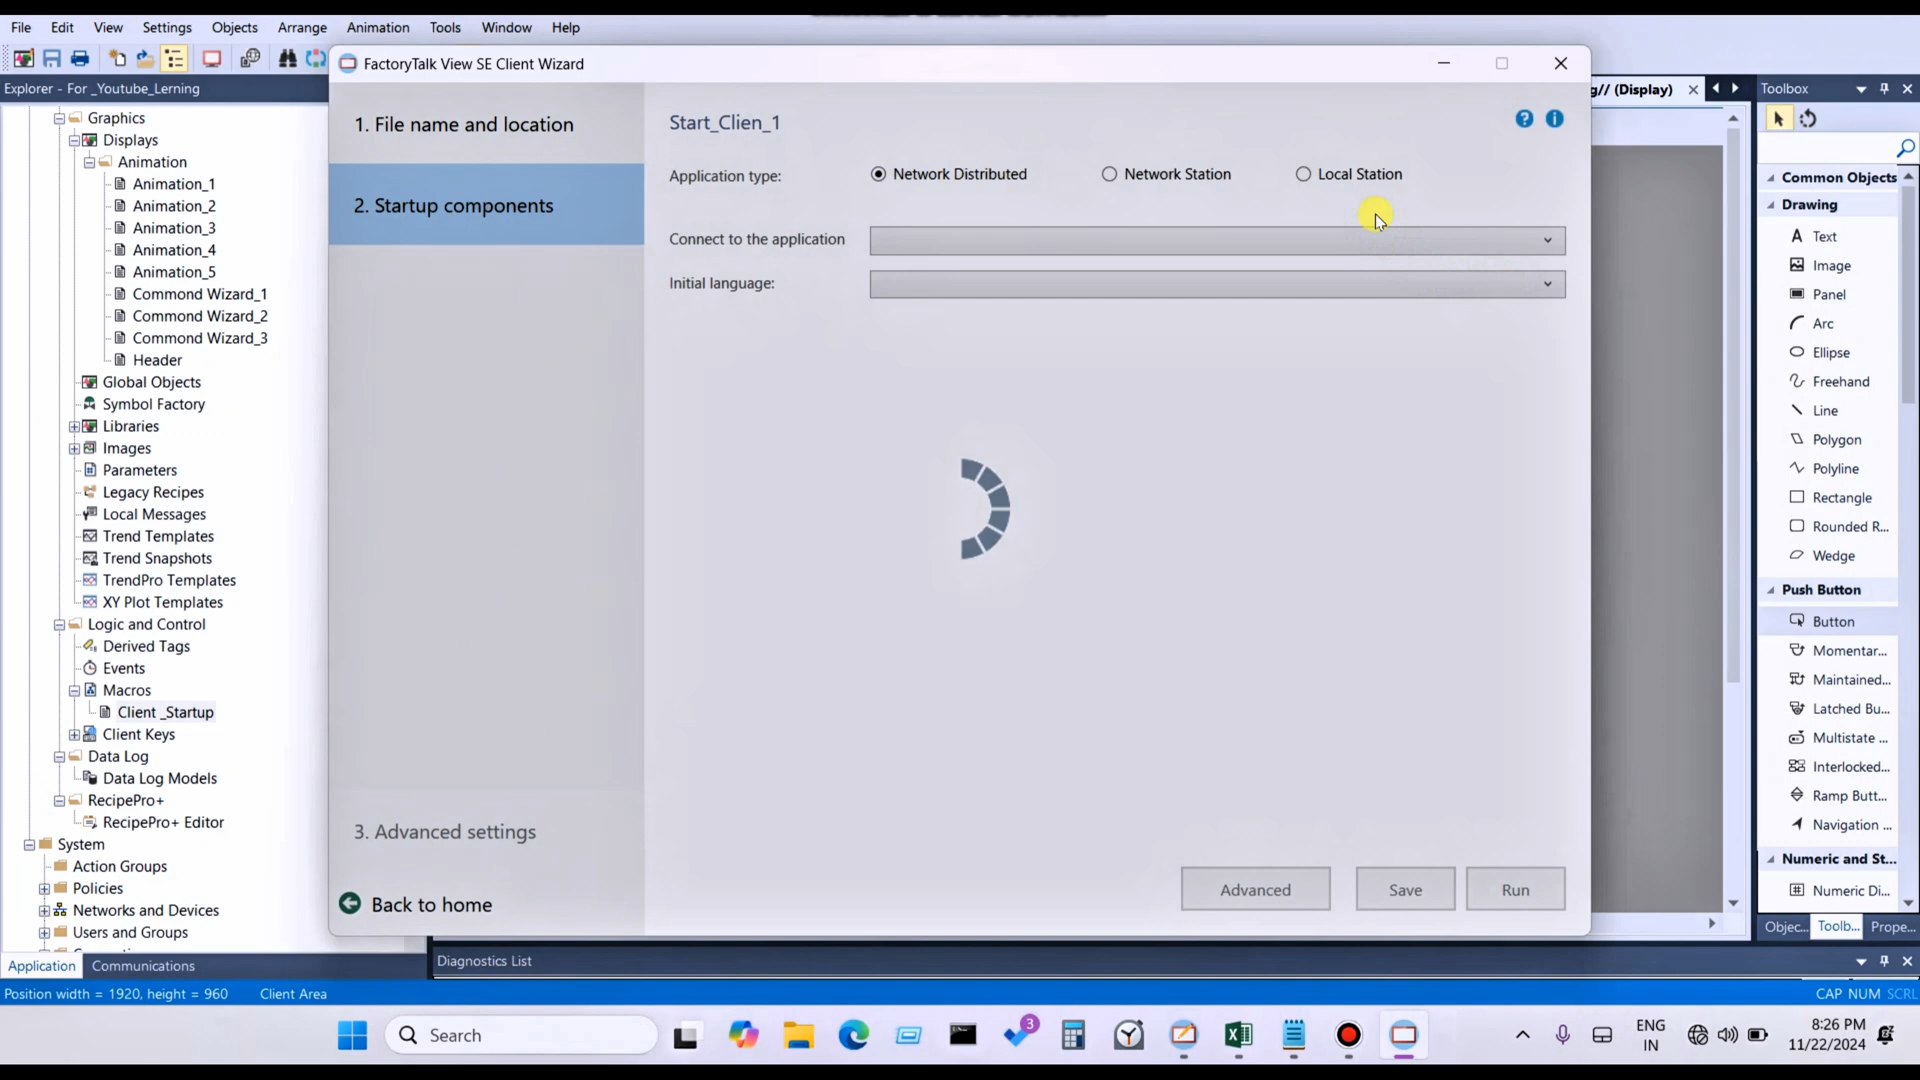 File Edit View Settings Objects Arrange Animation Tools Window Help
Explorer - For _Youtube_Lerning
Graphics
Displays
Animation
Animation_1
Animation_2
Animation_3
Animation_4
Animation_5
Commond Wizard_1
Commond Wizard_2
Commond Wizard_3
Header
Global Objects
Symbol Factory
Libraries
Images
Parameters
Legacy Recipes
Local Messages
Trend Templates
Trend Snapshots
TrendPro Templates
XY Plot Templates
Logic and Control
Derived Tags
Events
Macros
Client _Startup
Client Keys
Data Log
Data Log Models
RecipePro+
RecipePro+ Editor
System
Action Groups
Policies
Networks and Devices
Users and Groups
Application Communications
FactoryTalk View SE Client Wizard
1. File name and location
2. Startup components
3. Advanced settings
Back to home
Start_Clien_1
Application type: Network Distributed Network Station Local Station
Connect to the application
Initial language:
Advanced Save Run
g// (Display)
Toolbox
Common Objects
Drawing
Text
Image
Panel
Arc
Ellipse
Freehand
Line
Polygon
Polyline
Rectangle
Rounded R...
Wedge
Push Button
Button
Momentar...
Maintained...
Latched Bu...
Multistate ...
Interlocked...
Ramp Butt...
Navigation ...
Numeric and St...
Numeric Di...
Objec... Toolb... Prope...
Diagnostics List
Position width = 1920, height = 960 Client Area CAP NUM SCRL
Search
3
ENG
IN
8:26 PM
11/22/2024